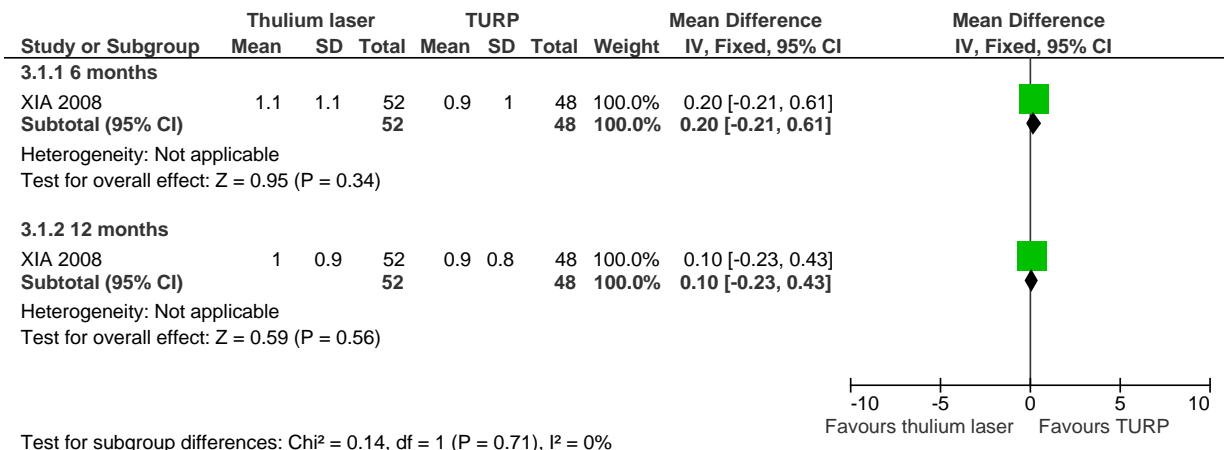 Thulium laser TURP Mean Difference Mean Difference
Study or Subgroup Mean SD Total Mean SD Total Weight IV, Fixed, 95% CI IV, Fixed, 95% CI
3.1.1 6 months
XIA 2008 1.1 1.1 52 0.9 1 48 100.0% 0.20 [-0.21, 0.61]
Subtotal (95% CI) 52 48 100.0% 0.20 [-0.21, 0.61]
Heterogeneity: Not applicable
Test for overall effect: Z = 0.95 (P = 0.34)
3.1.2 12 months
XIA 2008 1 0.9 52 0.9 0.8 48 100.0% 0.10 [-0.23, 0.43]
Subtotal (95% CI) 52 48 100.0% 0.10 [-0.23, 0.43]
Heterogeneity: Not applicable
Test for overall effect: Z = 0.59 (P = 0.56)
-10 -5 0 5 10
Favours thulium laser Favours TURP
Test for subgroup differences: Chi² = 0.14, df = 1 (P = 0.71), I² = 0%